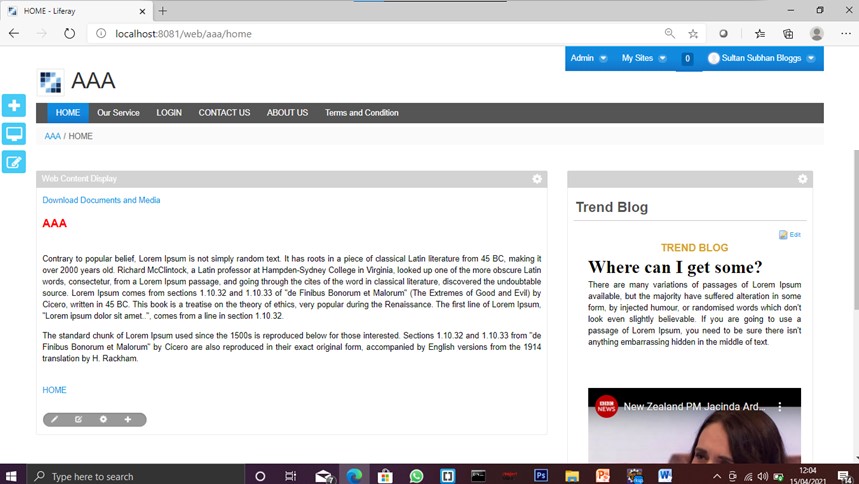 HOME - Liferay
localhost:8081/web/aaa/home
Admin My Sites 0 Sultan Subhan Bloggs
AAA
HOME Our Service LOGIN CONTACT US ABOUT US Terms and Condition
AAA / HOME
Web Content Display
Download Documents and Media
AAA
Contrary to popular belief, Lorem Ipsum is not simply random text. It has roots in a piece of classical Latin literature from 45 BC, making it
over 2000 years old. Richard McClintock, a Latin professor at Hampden-Sydney College in Virginia, looked up one of the more obscure Latin
words, consectetur, from a Lorem Ipsum passage, and going through the cites of the word in classical literature, discovered the undoubtable
source. Lorem Ipsum comes from sections 1.10.32 and 1.10.33 of "de Finibus Bonorum et Malorum" (The Extremes of Good and Evil) by
Cicero, written in 45 BC. This book is a treatise on the theory of ethics, very popular during the Renaissance. The first line of Lorem Ipsum,
"Lorem ipsum dolor sit amet..", comes from a line in section 1.10.32.
The standard chunk of Lorem Ipsum used since the 1500s is reproduced below for those interested. Sections 1.10.32 and 1.10.33 from "de
Finibus Bonorum et Malorum" by Cicero are also reproduced in their exact original form, accompanied by English versions from the 1914
translation by H. Rackham.
HOME
Trend Blog
Edit
TREND BLOG
Where can I get some?
There are many variations of passages of Lorem Ipsum
available, but the majority have suffered alteration in some
form, by injected humour, or randomised words which don't
look even slightly believable. If you are going to use a
passage of Lorem Ipsum, you need to be sure there isn't
anything embarrassing hidden in the middle of text.
BBC
NEWS
New Zealand PM Jacinda Ard...
Type here to search
12:04
15/04/2021